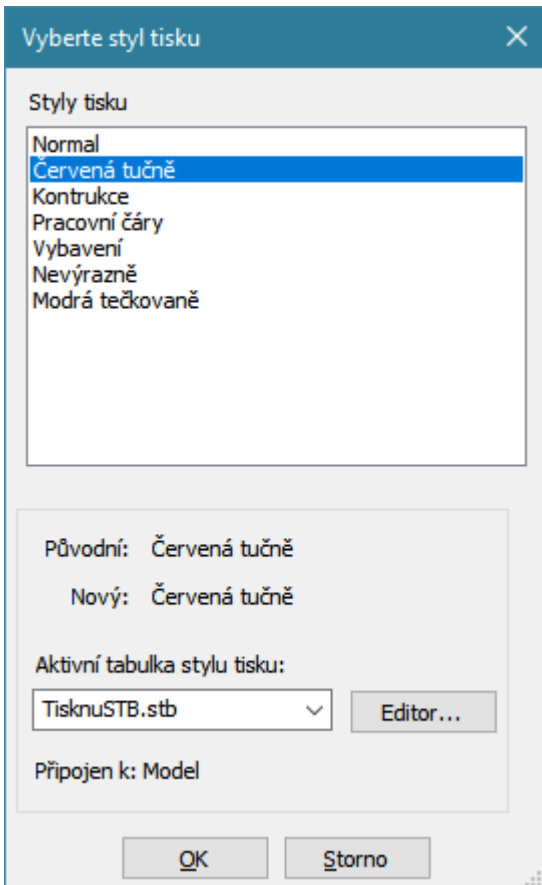 Vyberte styl tisku
Styly tisku
Normal
Červená tučně
Kontrukce
Pracovní čáry
Vybavení
Nevýrazně
Modrá tečkovaně
Původní: Červená tučně
Nový: Červená tučně
Aktivní tabulka stylu tisku:
TisknuSTB.stb
Editor...
Připojen k: Model
OK Storno